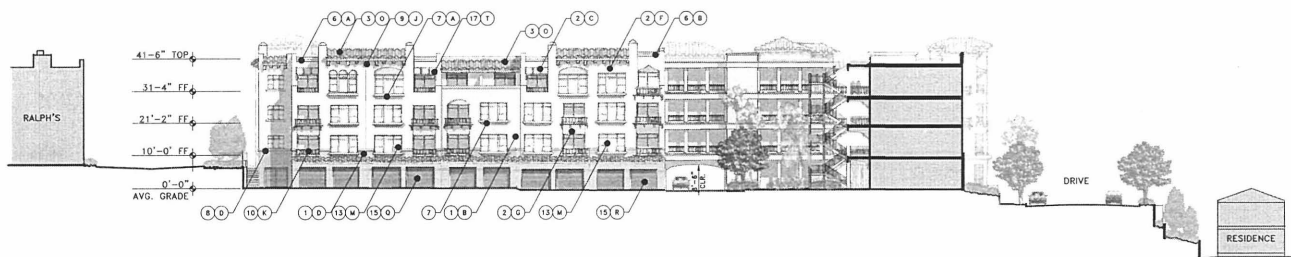 6 A 3 O 9 J 7 A 17 T 2 C 2 F 6 B
3 O
41'-6" TOP
31'-4" FF
RALPH'S
21'-2" FF
10'-0' FF
0'-0"
AVG. GRADE
CLR.
DRIVE
8 D 10 K 1 D 13 M 15 Q 7 1 B 2 G 13 M 15 R
RESIDENCE